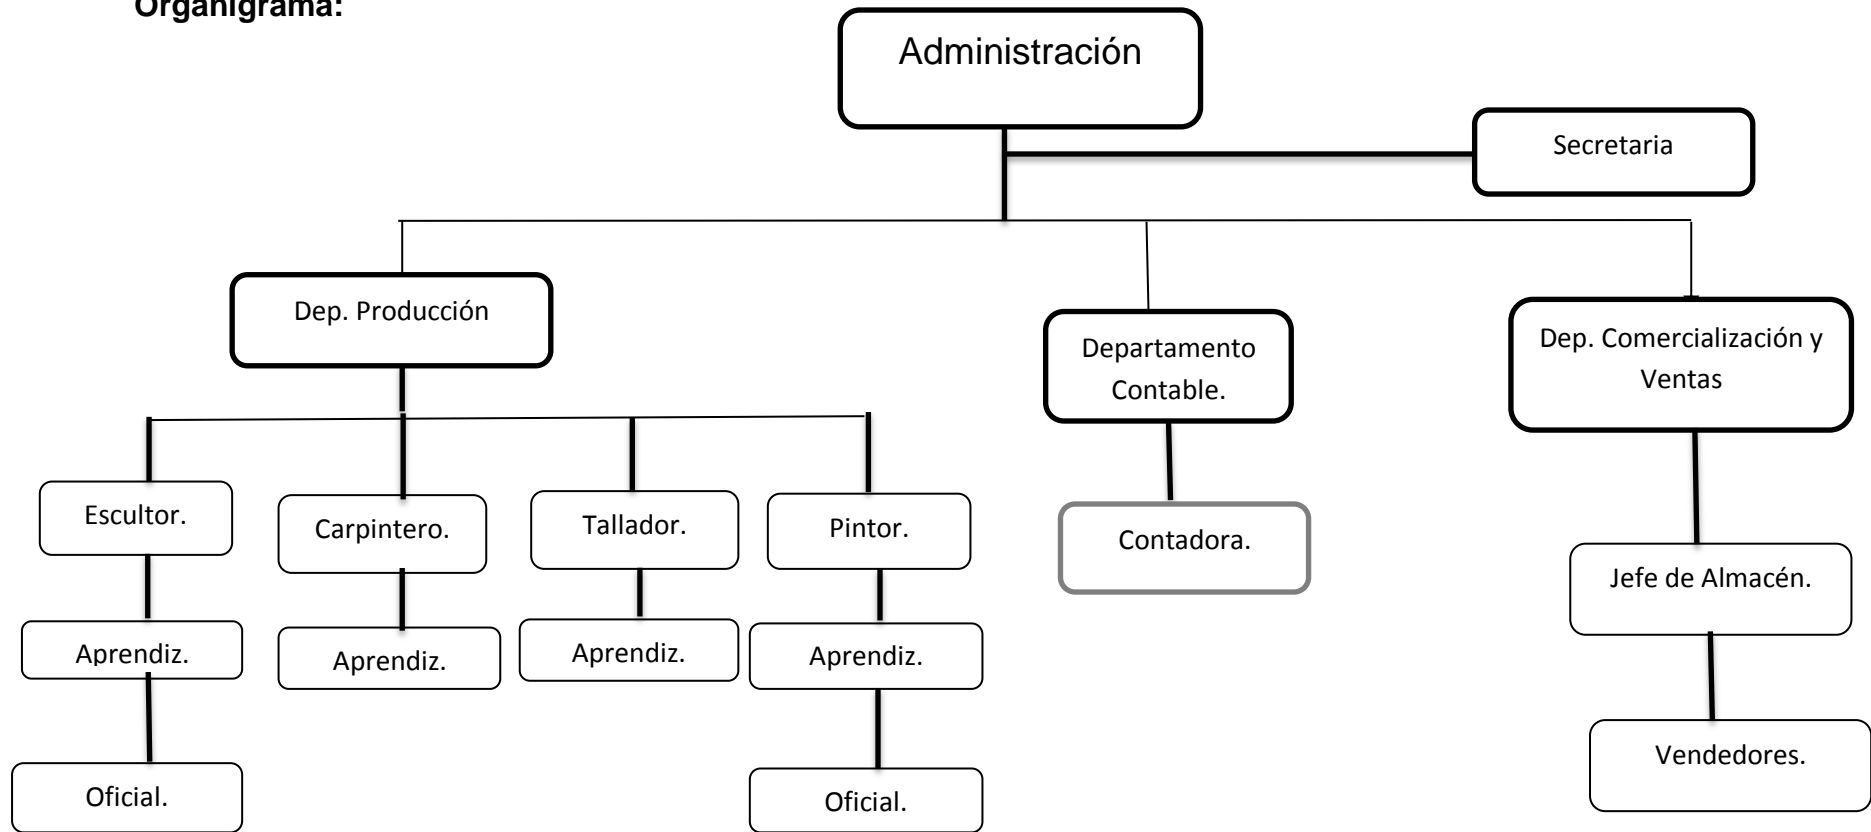 Organigrama:
Administración
Secretaria
Dep. Producción
Departamento
Contable.
Dep. Comercialización y
Ventas
Escultor.
Carpintero.
Tallador.
Pintor.
Contadora.
Jefe de Almacén.
Aprendiz.
Aprendiz.
Aprendiz.
Aprendiz.
Vendedores.
Oficial.
Oficial.